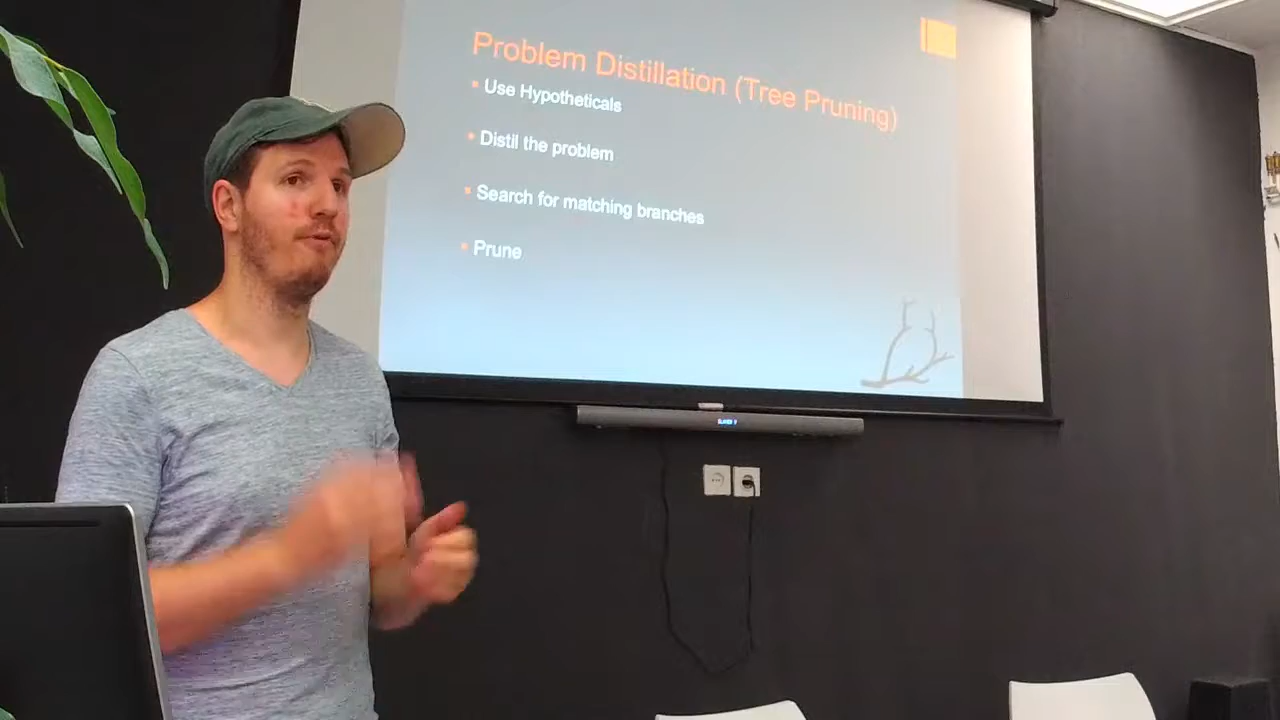 Problem Distillation (Tree Pruning)
Use Hypotheticals
Distil the problem
Search for matching branches
Prune